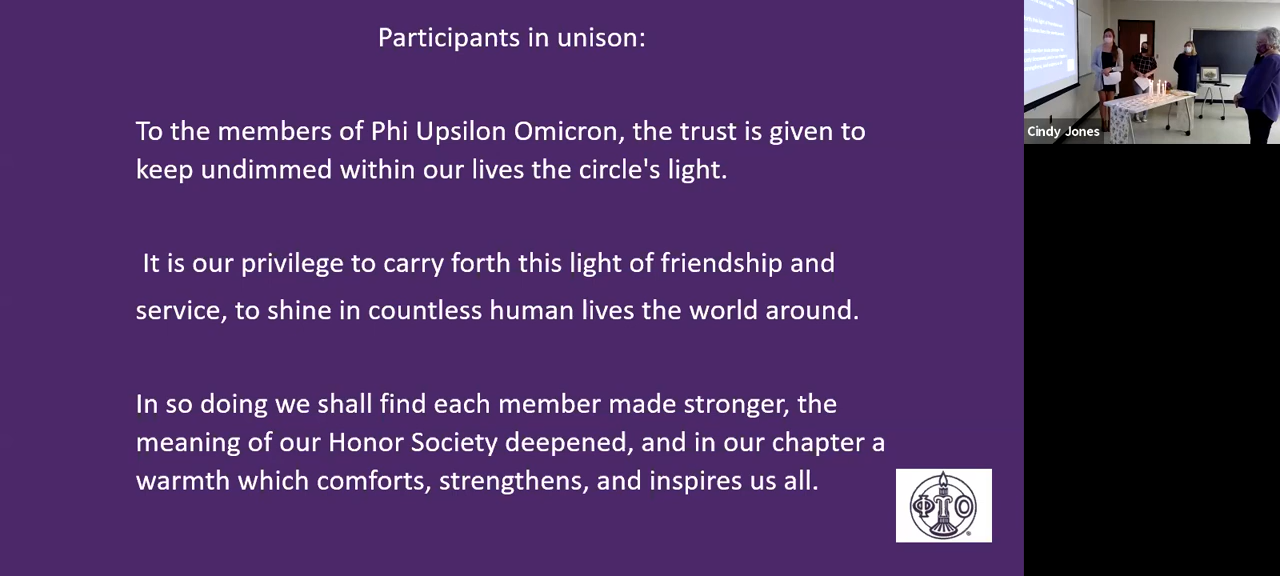 Participants in unison:
To the members of Phi Upsilon Omicron, the trust is given to
keep undimmed within our lives the circle's light.
It is our privilege to carry forth this light of friendship and
service, to shine in countless human lives the world around.
In so doing we shall find each member made stronger, the
meaning of our Honor Society deepened, and in our chapter a
warmth which comforts, strengthens, and inspires us all.
ΦΥΟ
Cindy Jones